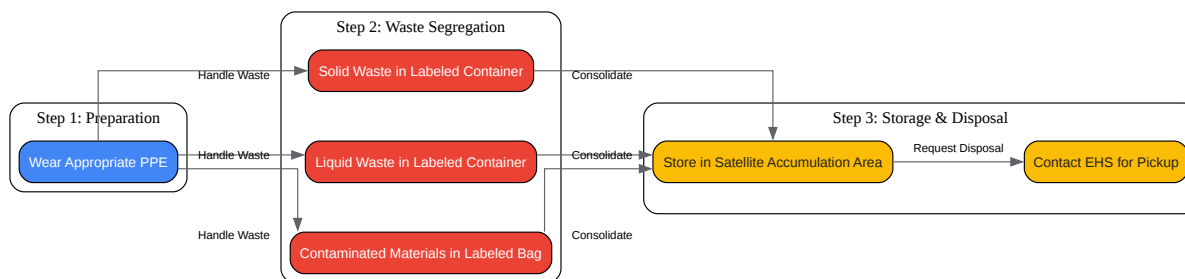 Step 2: Waste Segregation
Handle Waste
Solid Waste in Labeled Container
Consolidate
Step 1: Preparation
Wear Appropriate PPE
Handle Waste
Liquid Waste in Labeled Container
Consolidate
Step 3: Storage & Disposal
Store in Satellite Accumulation Area
Request Disposal
Contact EHS for Pickup
Handle Waste
Contaminated Materials in Labeled Bag
Consolidate